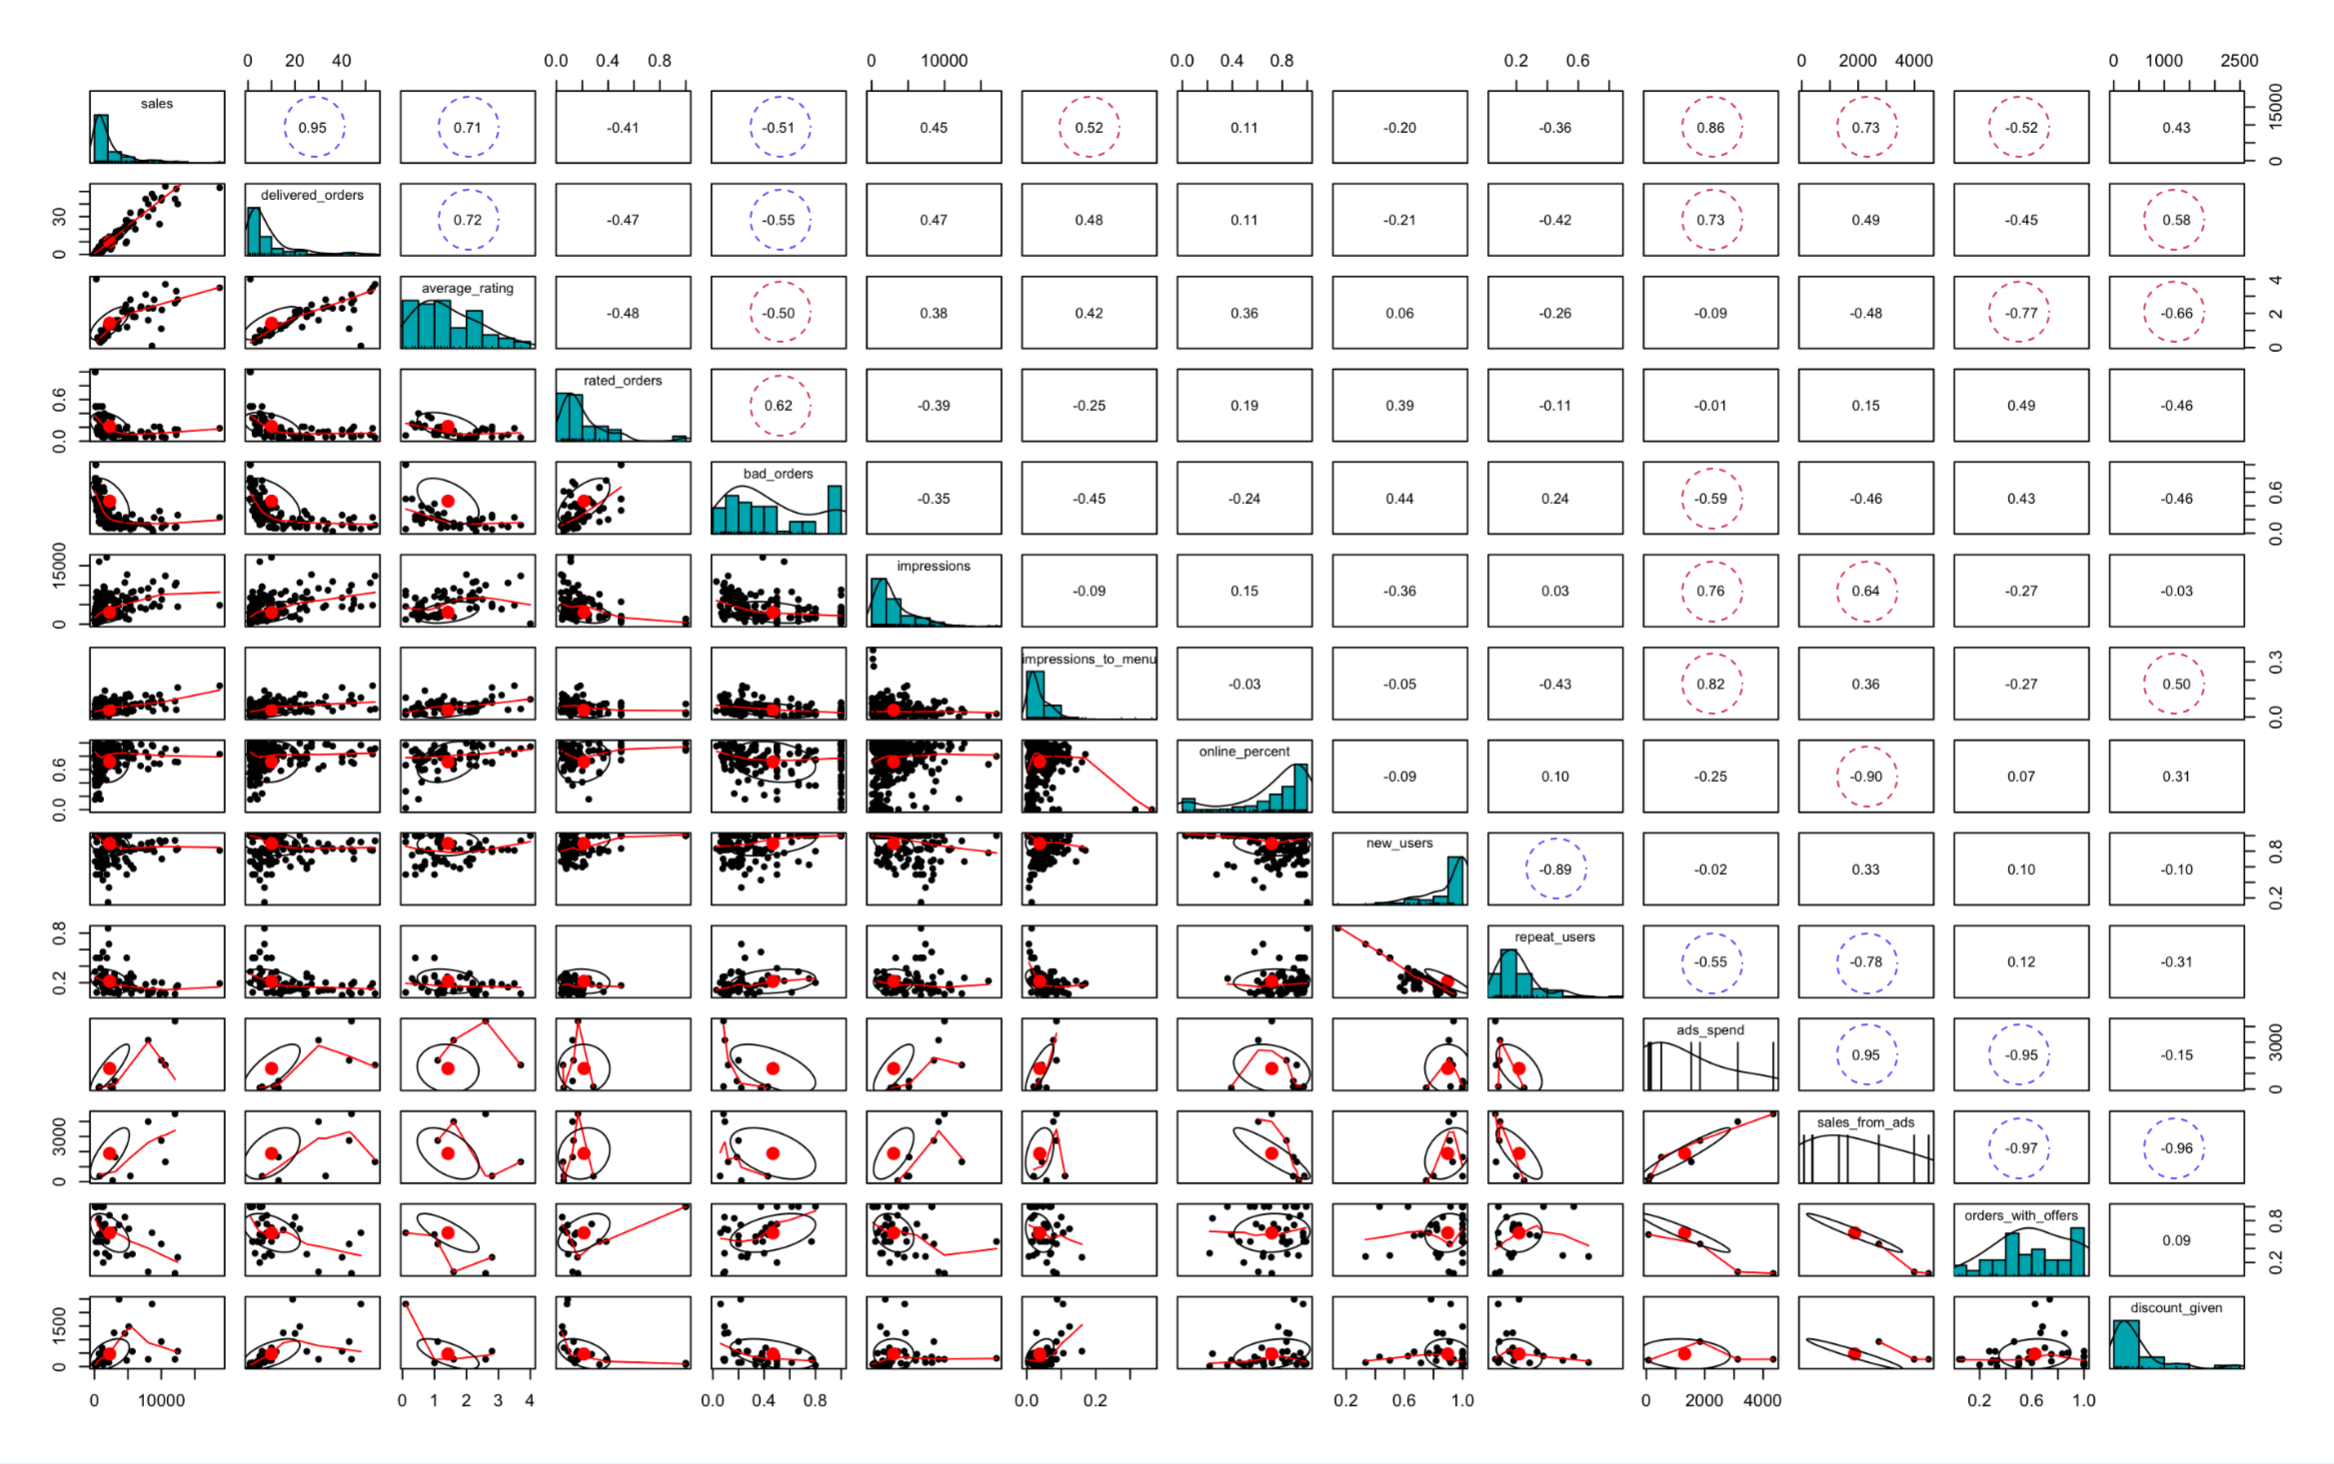 0 20 40 0.0 0.4 0.8 0 10000 0.0 0.4 0.8 0.2 0.6 0 2000 4000 0 1000 2500
sales 0.95 0.71 -0.41 -0.51 0.45 0.52 0.11 -0.20 -0.36 0.86 0.73 -0.52 0.43 0 15000
0 30 delivered_orders 0.72 -0.47 -0.55 0.47 0.48 0.11 -0.21 -0.42 0.73 0.49 -0.45 0.58
average_rating -0.48 -0.50 0.38 0.42 0.36 0.06 -0.26 -0.09 -0.48 -0.77 -0.66 0 2 4
0.0 0.6 rated_orders 0.62 -0.39 -0.25 0.19 0.39 -0.11 -0.01 0.15 0.49 -0.46
bad_orders -0.35 -0.45 -0.24 0.44 0.24 -0.59 -0.46 0.43 -0.46 0.0 0.6
0 15000 impressions -0.09 0.15 -0.36 0.03 0.76 0.64 -0.27 -0.03
impressions_to_menu -0.03 -0.05 -0.43 0.82 0.36 -0.27 0.50 0.0 0.3
0.0 0.6 online_percent -0.09 0.10 -0.25 -0.90 0.07 0.31
new_users -0.89 -0.02 0.33 0.10 -0.10 0.2 0.8
0.2 0.8 repeat_users -0.55 -0.78 0.12 -0.31
ads_spend 0.95 -0.95 -0.15 0 3000
0 3000 sales_from_ads -0.97 -0.96
orders_with_offers 0.09 0.2 0.8
0 1500 discount_given
0 10000 0 1 2 3 4 0.0 0.4 0.8 0.0 0.2 0.2 0.6 1.0 0 2000 4000 0.2 0.6 1.0